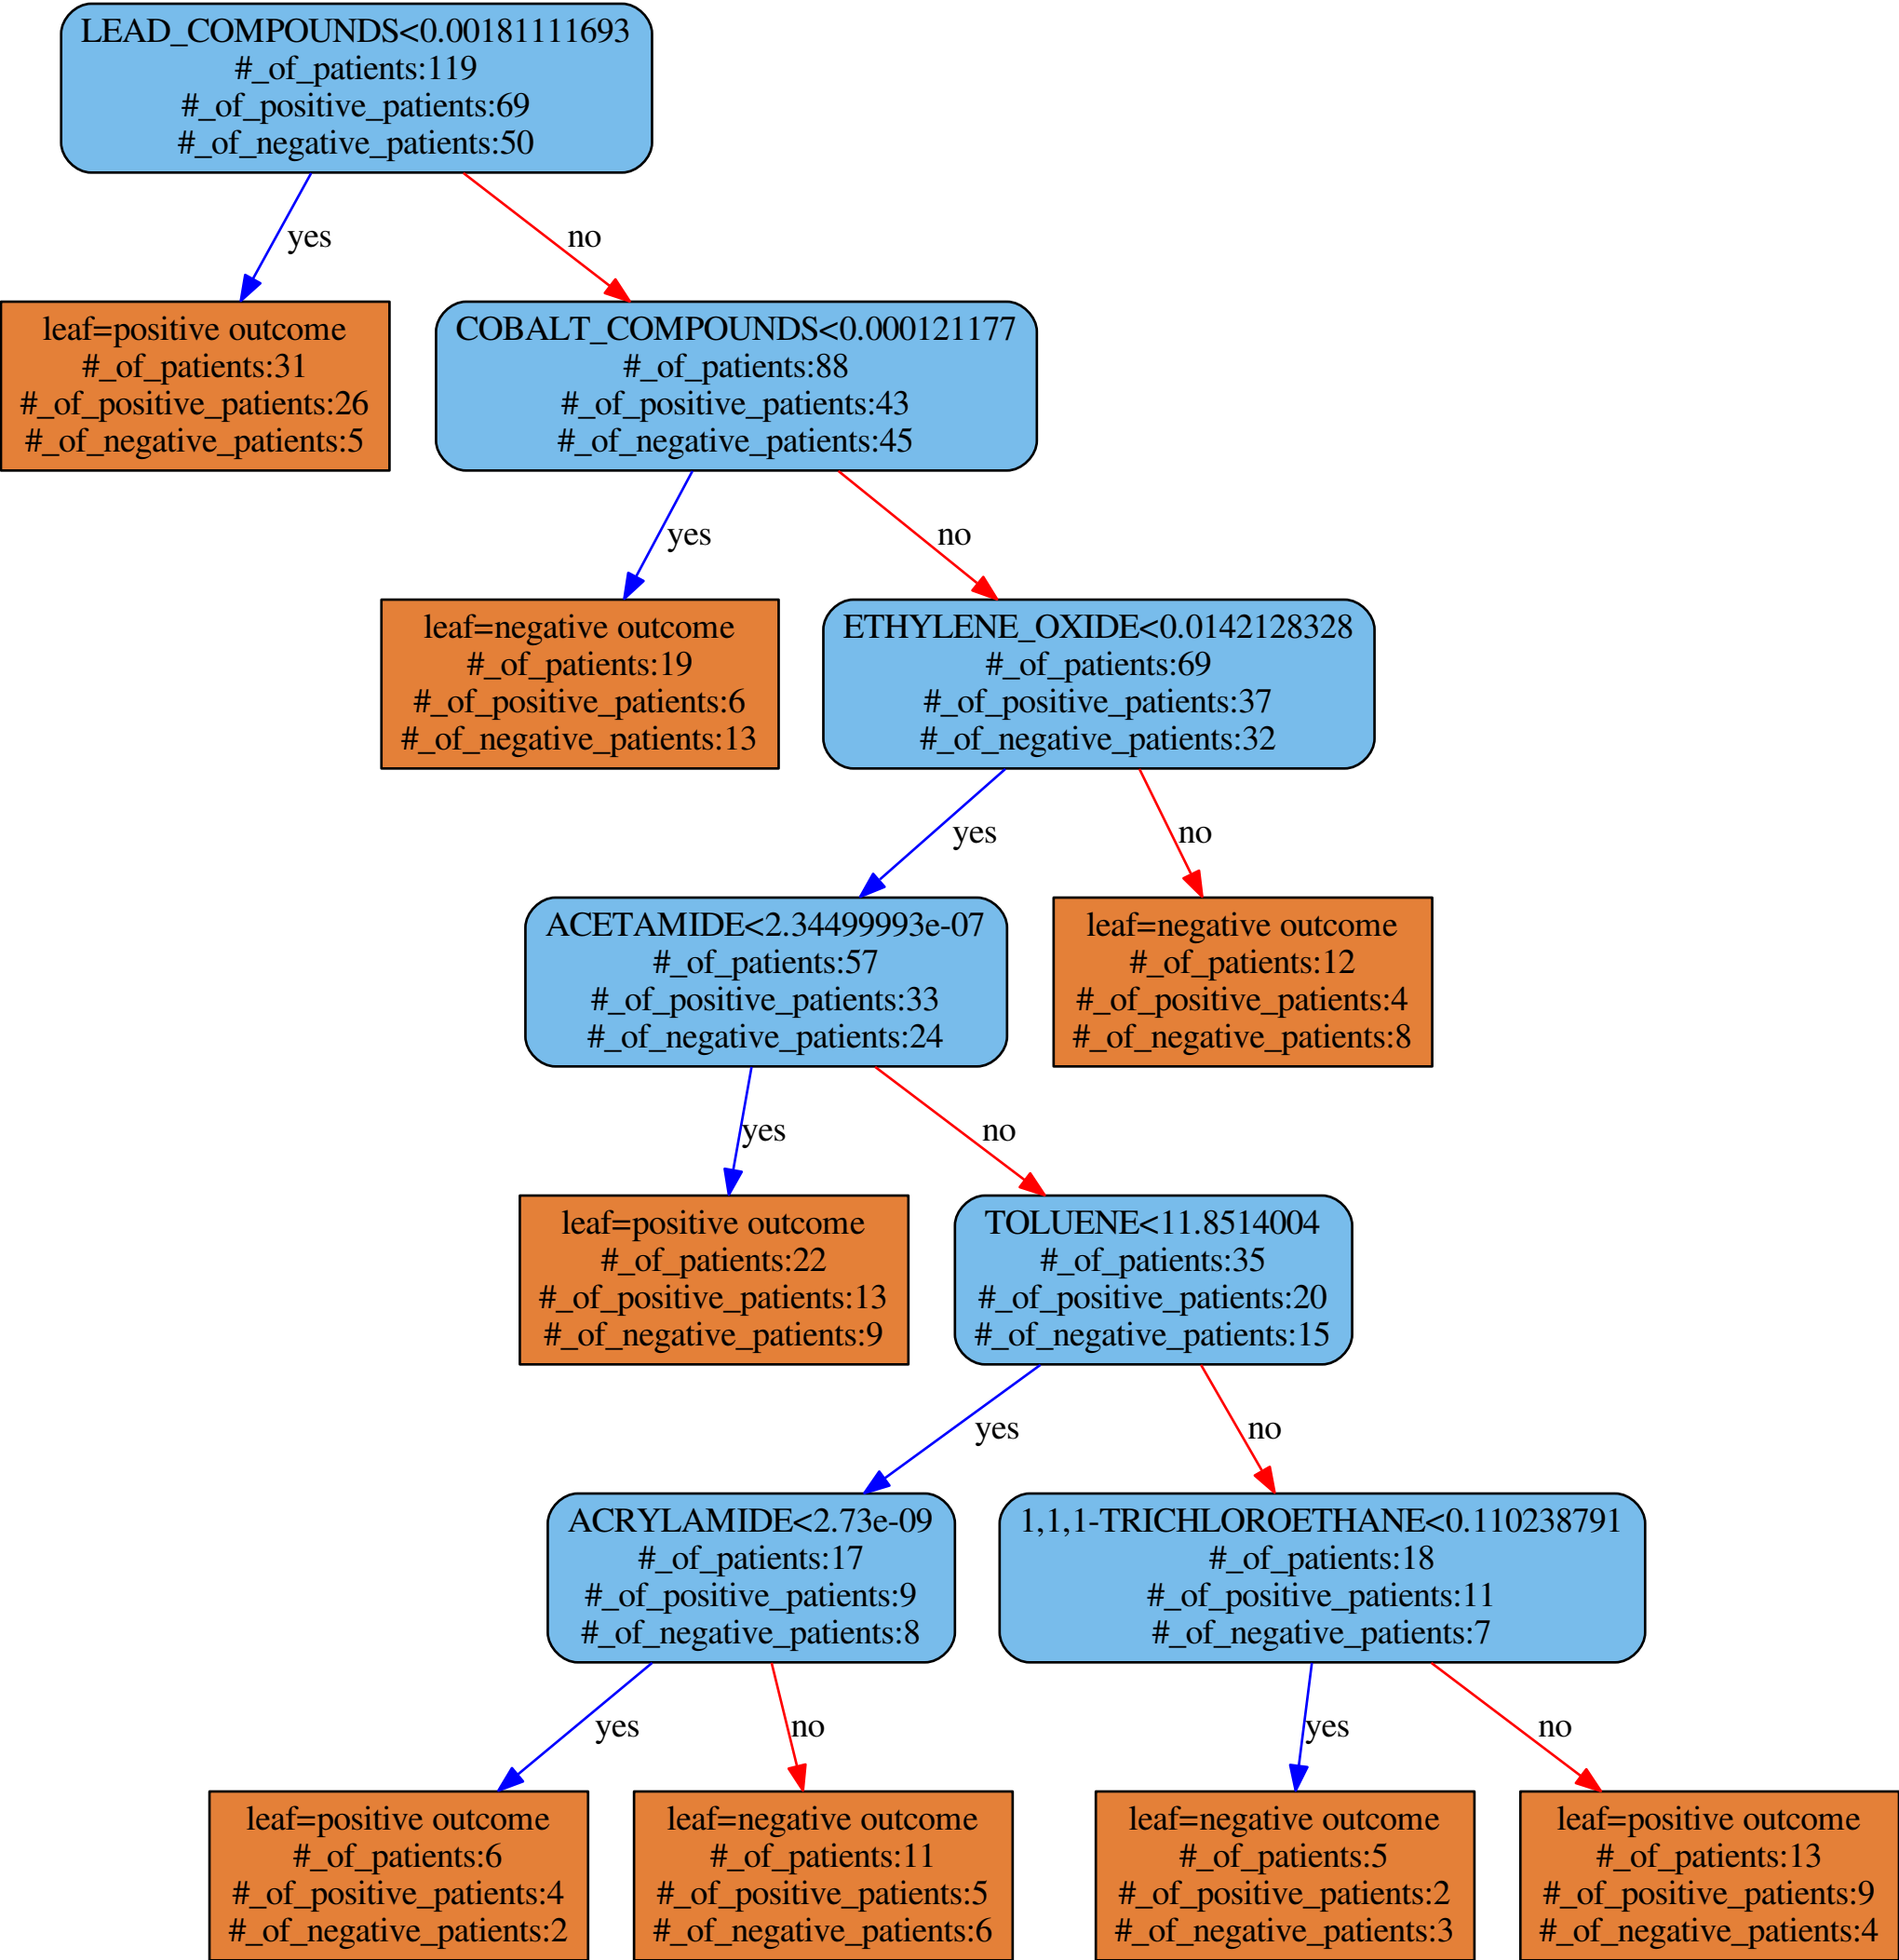 LEAD_COMPOUNDS<0.00181111693
#_of_patients:119
#_of_positive_patients:69
#_of_negative_patients:50
yes
no
leaf=positive outcome
#_of_patients:31
#_of_positive_patients:26
#_of_negative_patients:5
COBALT_COMPOUNDS<0.000121177
#_of_patients:88
#_of_positive_patients:43
#_of_negative_patients:45
yes
no
leaf=negative outcome
#_of_patients:19
#_of_positive_patients:6
#_of_negative_patients:13
ETHYLENE_OXIDE<0.0142128328
#_of_patients:69
#_of_positive_patients:37
#_of_negative_patients:32
yes
no
ACETAMIDE<2.34499993e-07
#_of_patients:57
#_of_positive_patients:33
#_of_negative_patients:24
leaf=negative outcome
#_of_patients:12
#_of_positive_patients:4
#_of_negative_patients:8
yes
no
leaf=positive outcome
#_of_patients:22
#_of_positive_patients:13
#_of_negative_patients:9
TOLUENE<11.8514004
#_of_patients:35
#_of_positive_patients:20
#_of_negative_patients:15
yes
no
ACRYLAMIDE<2.73e-09
#_of_patients:17
#_of_positive_patients:9
#_of_negative_patients:8
1,1,1-TRICHLOROETHANE<0.110238791
#_of_patients:18
#_of_positive_patients:11
#_of_negative_patients:7
yes
no
yes
no
leaf=positive outcome
#_of_patients:6
#_of_positive_patients:4
#_of_negative_patients:2
leaf=negative outcome
#_of_patients:11
#_of_positive_patients:5
#_of_negative_patients:6
leaf=negative outcome
#_of_patients:5
#_of_positive_patients:2
#_of_negative_patients:3
leaf=positive outcome
#_of_patients:13
#_of_positive_patients:9
#_of_negative_patients:4